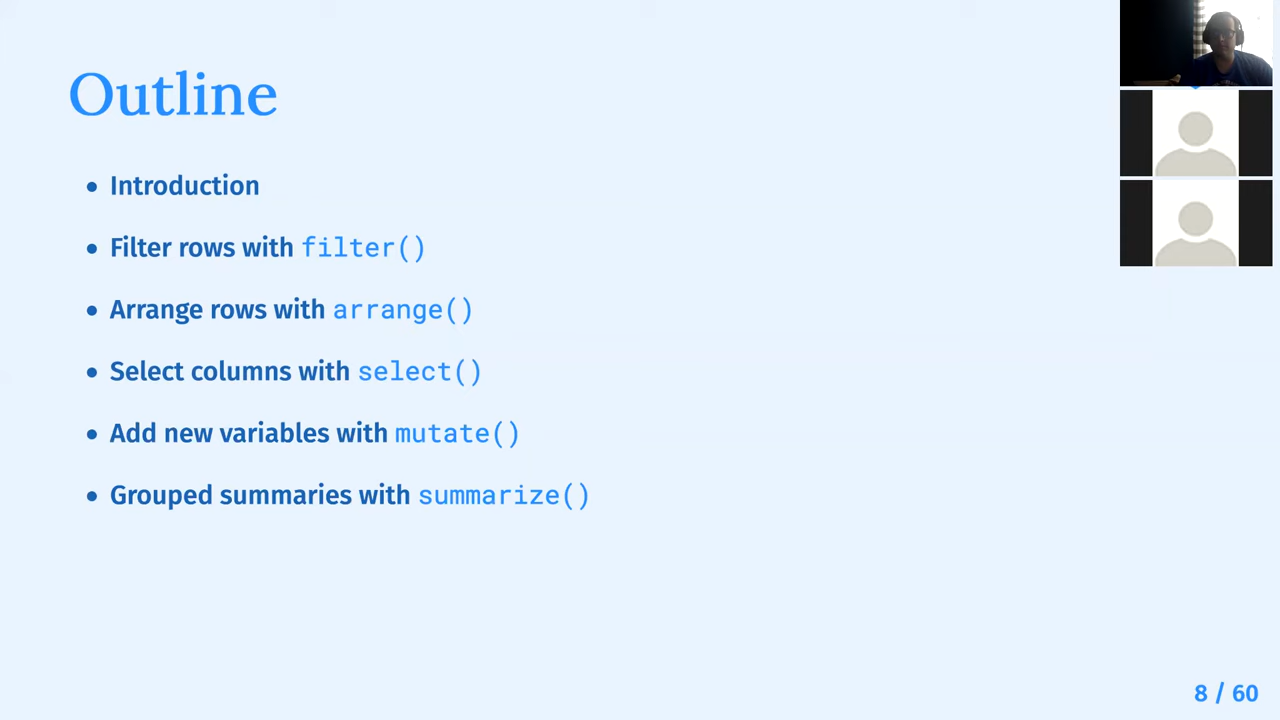 Outline
• Introduction
• Filter rows with filter()
• Arrange rows with arrange()
• Select columns with select()
• Add new variables with mutate()
• Grouped summaries with summarize()
8 / 60